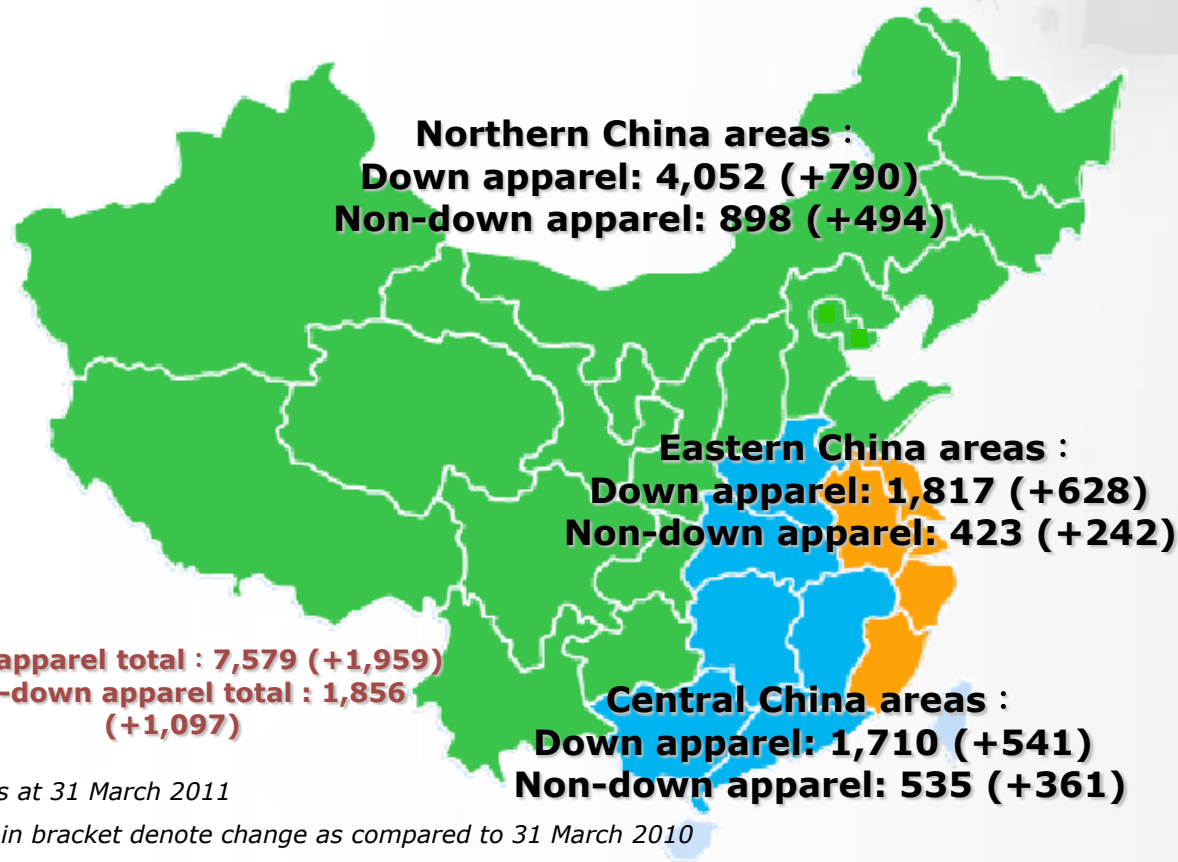 Northern China areas：
Down apparel: 4,052 (+790)
Non-down apparel: 898 (+494)
Eastern China areas：
Down apparel: 1,817 (+628)
Non-down apparel: 423 (+242)
apparel total：7,579 (+1,959)
-down apparel total : 1,856
(+1,097)
Central China areas：
Down apparel: 1,710 (+541)
Non-down apparel: 535 (+361)
s at 31 March 2011
in bracket denote change as compared to 31 March 2010